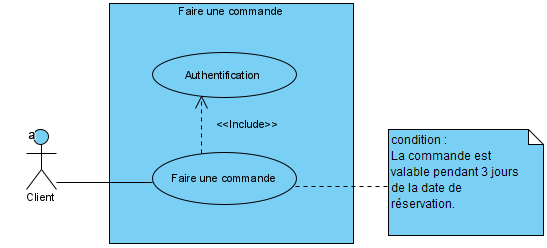 Faire une commande
Authentification
<<Include>>
a
Client
Faire une commande
condition :
La commande est
valable pendant 3 jours
de la date de
réservation.